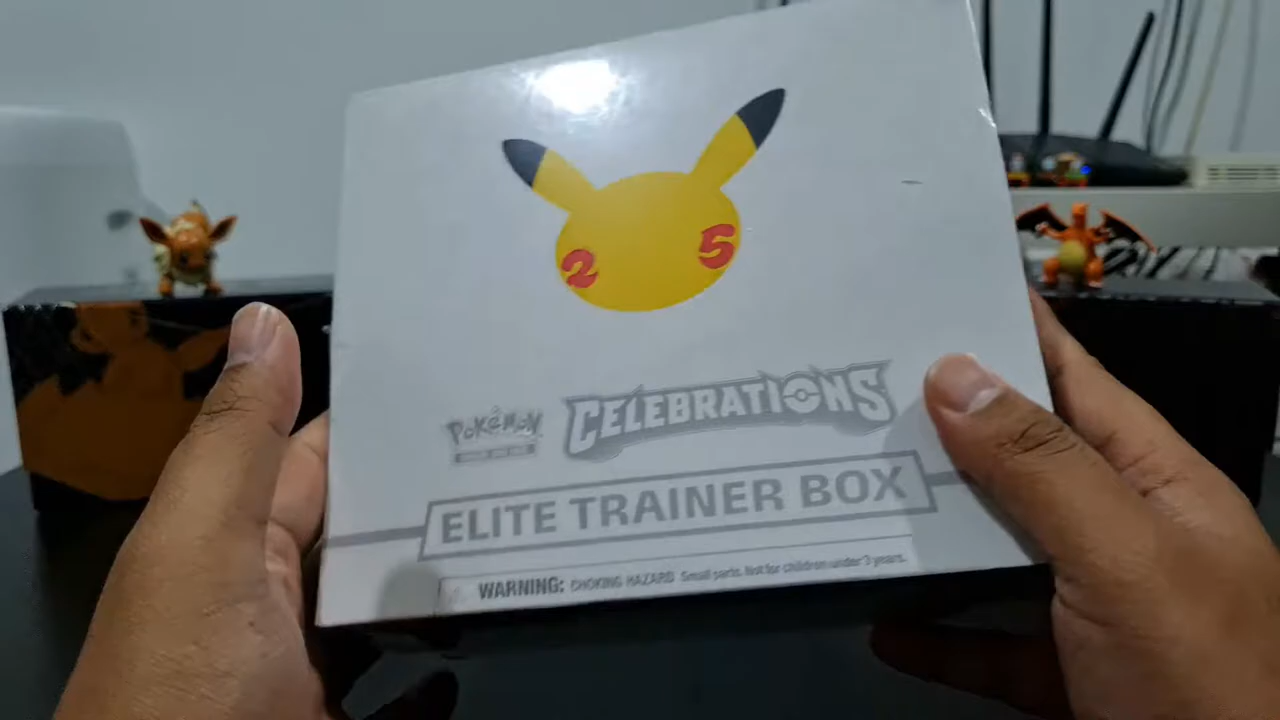 2 5
Pokémon
CELEBRATIONS
ELITE TRAINER BOX
WARNING: CHOKING HAZARD Small parts. Not for children under 3 years.